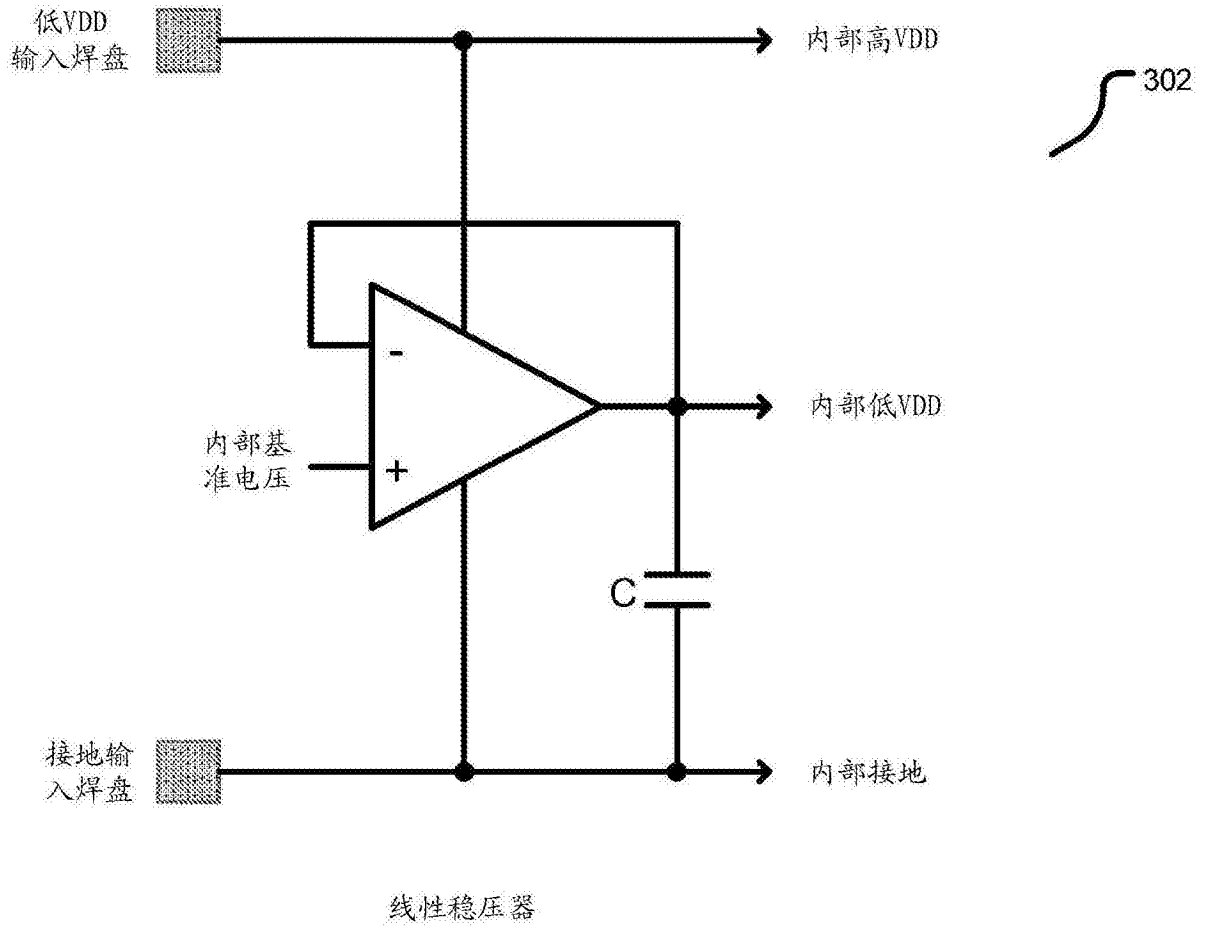 低VDD
输入焊盘
内部高VDD
302
-
内部低VDD
内部基
准电压
+
C
接地输
入焊盘
内部接地
线性稳压器